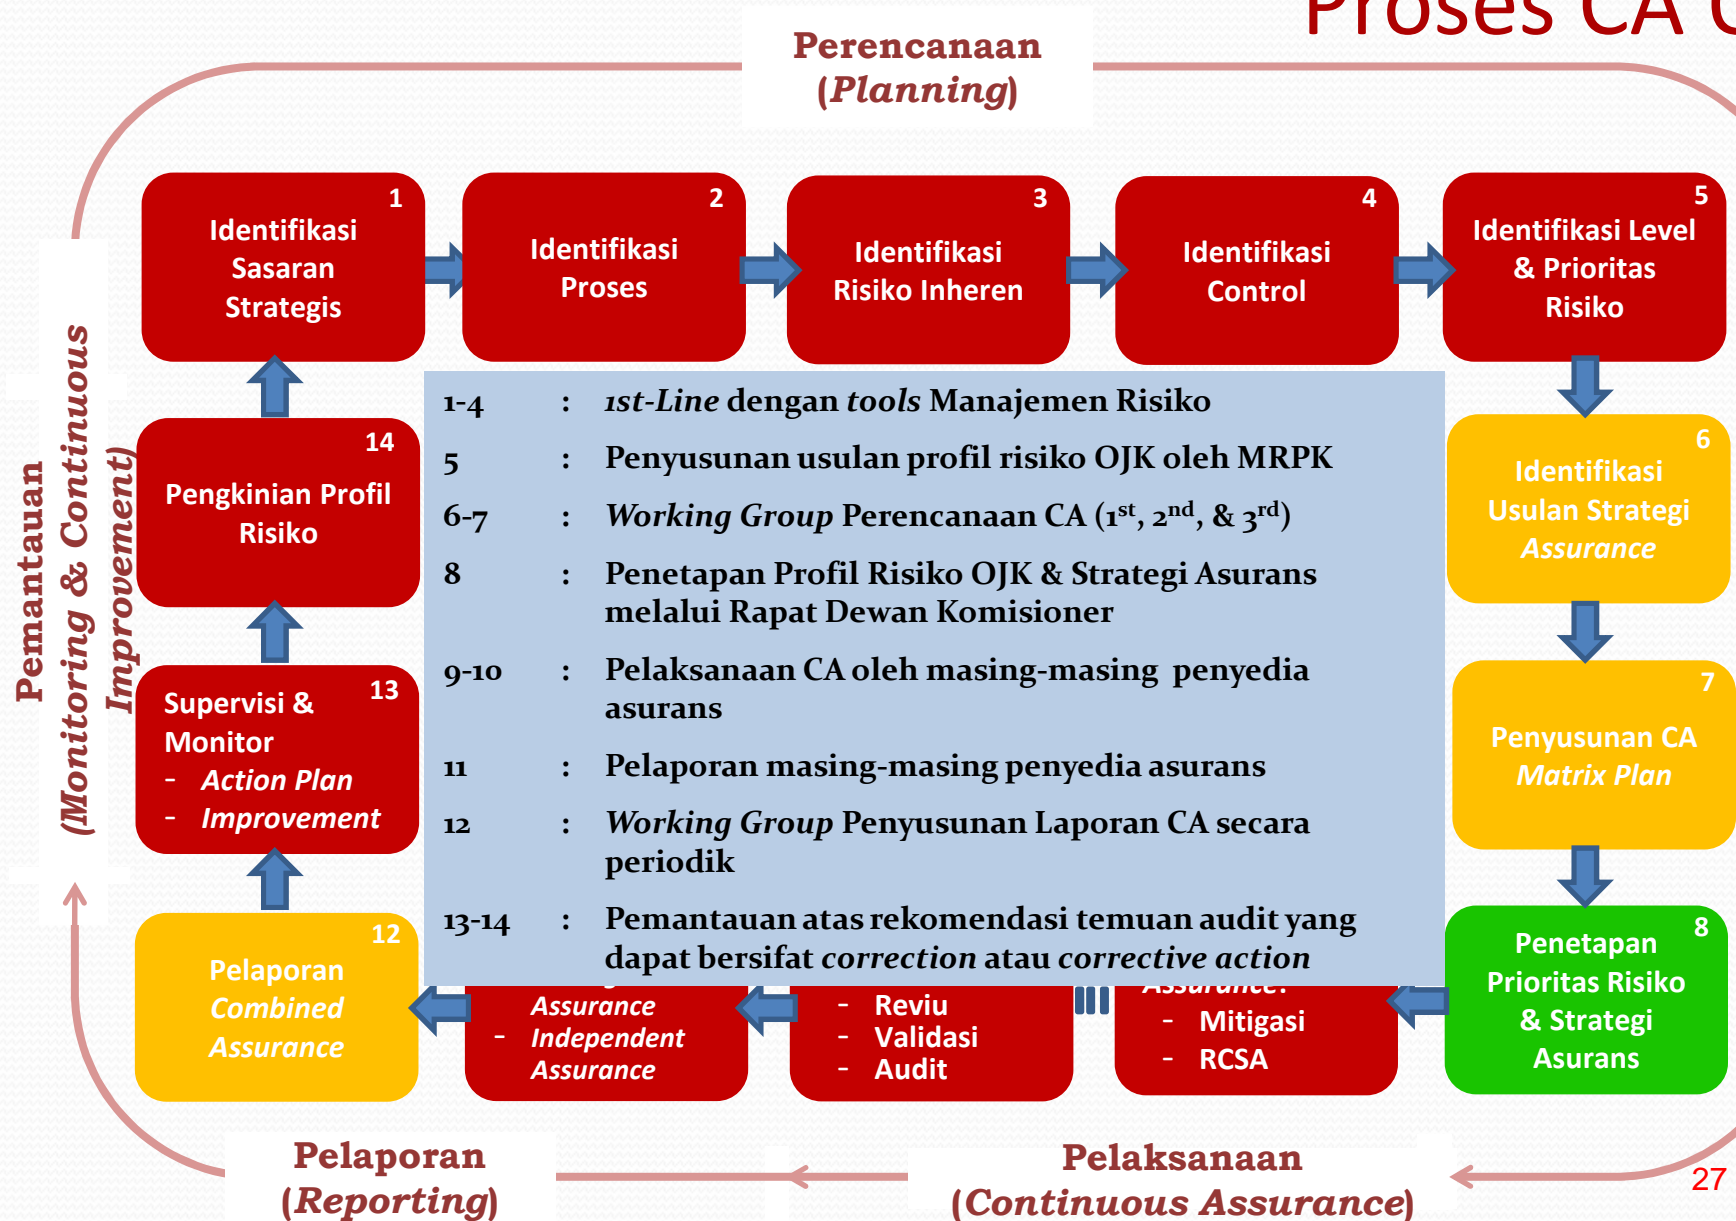 Proses CA
Perencanaan
(Planning)
1
Identifikasi
Sasaran
Strategis
2
Identifikasi
Proses
3
Identifikasi
Risiko Inheren
4
Identifikasi
Control
5
Identifikasi Level
& Prioritas
Risiko
6
Identifikasi
Usulan Strategi
Assurance
7
Penyusunan CA
Matrix Plan
8
Penetapan
Prioritas Risiko
& Strategi
Asurans
Assurance:
- Mitigasi
- RCSA
- Reviu
- Validasi
- Audit
Assurance
- Independent
Assurance
12
Pelaporan
Combined
Assurance
13
Supervisi &
Monitor
- Action Plan
- Improvement
14
Pengkinian Profil
Risiko
1-4 : 1st-Line dengan tools Manajemen Risiko
5 : Penyusunan usulan profil risiko OJK oleh MRPK
6-7 : Working Group Perencanaan CA (1st, 2nd, & 3rd)
8 : Penetapan Profil Risiko OJK & Strategi Asurans
melalui Rapat Dewan Komisioner
9-10 : Pelaksanaan CA oleh masing-masing penyedia
asurans
11 : Pelaporan masing-masing penyedia asurans
12 : Working Group Penyusunan Laporan CA secara
periodik
13-14 : Pemantauan atas rekomendasi temuan audit yang
dapat bersifat correction atau corrective action
Pemantauan
(Monitoring & Continuous
Improvement)
Pelaporan
(Reporting)
Pelaksanaan
(Continuous Assurance)
27